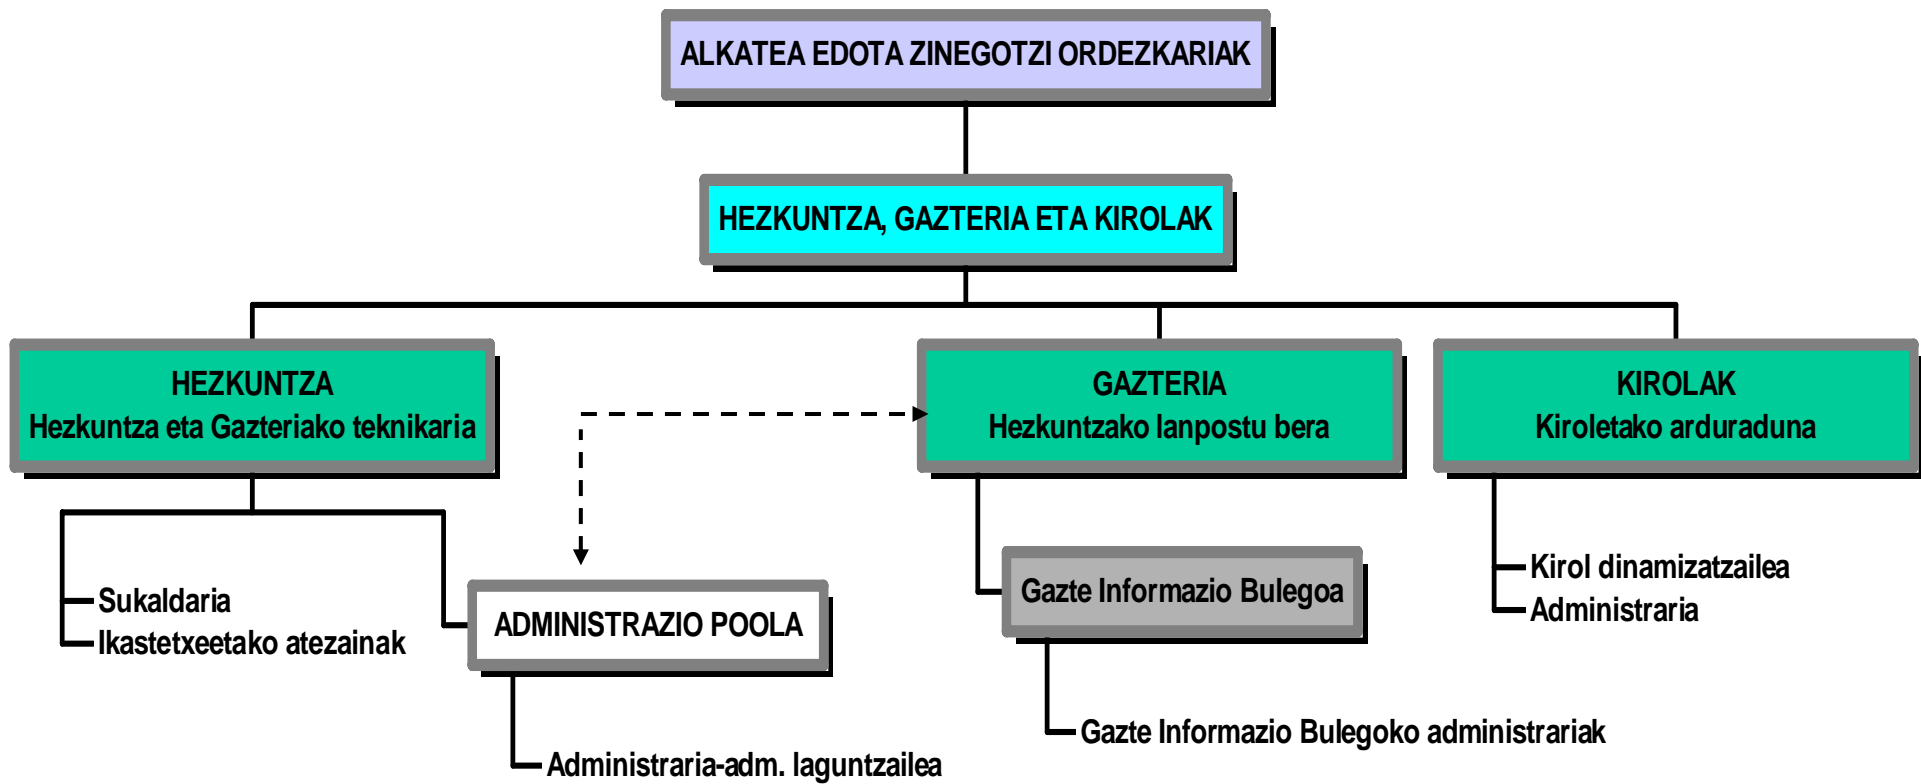 ALKATEA EDOTA ZINEGOTZI ORDEZKARIAK
HEZKUNTZA, GAZTERIA ETA KIROLAK
HEZKUNTZA
Hezkuntza eta Gazteriako teknikaria
GAZTERIA
Hezkuntzako lanpostu bera
KIROLAK
Kiroletako arduraduna
Sukaldaria
Ikastetxeetako atezainak
ADMINISTRAZIO POOLA
Administraria-adm. laguntzailea
Gazte Informazio Bulegoa
Gazte Informazio Bulegoko administrariak
Kirol dinamizatzailea
Administraria